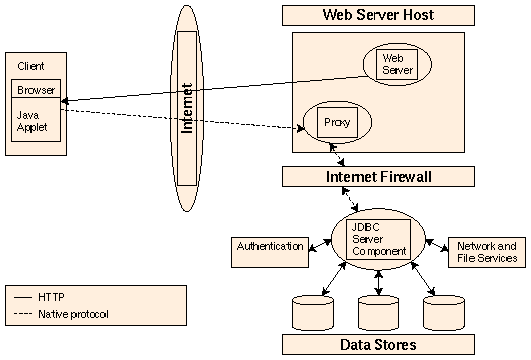 Web Server Host
Client
Browser
Java
Applet
Internet
Web
Server
Proxy
Internet Firewall
JDBC
Server
Component
Authentication
Network and
File Services
HTTP
Native protocol
Data Stores